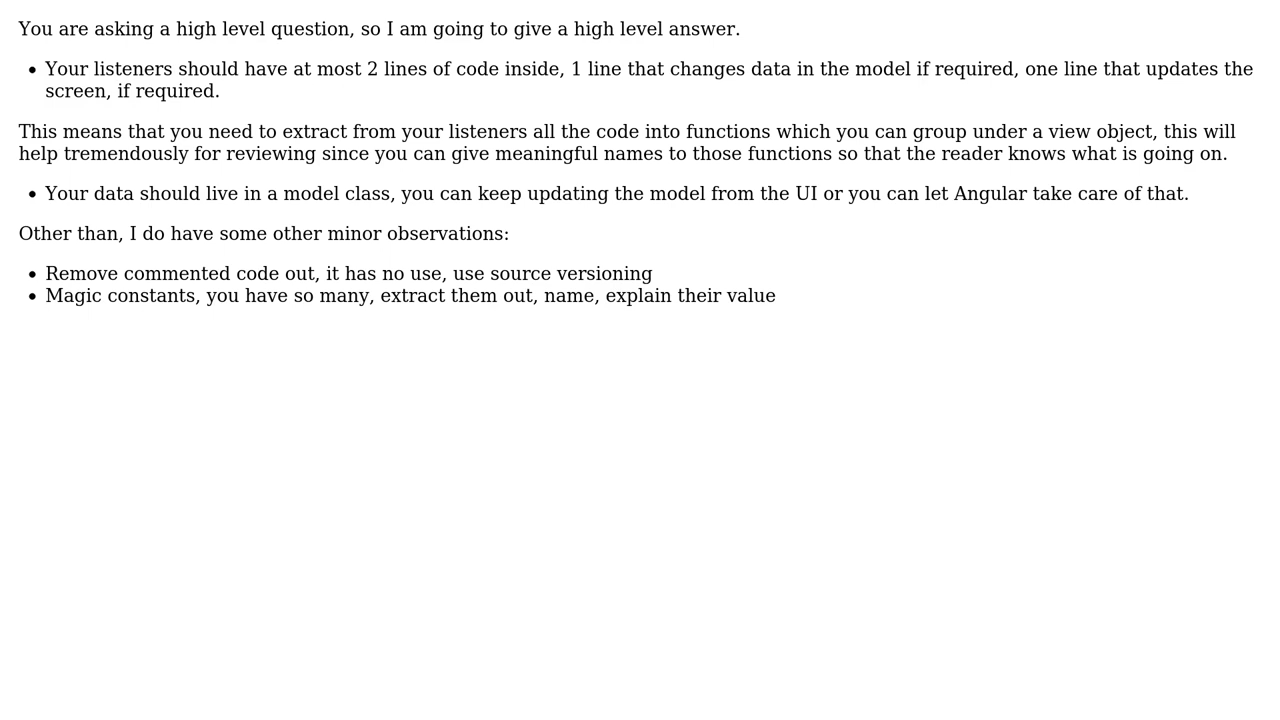 You are asking a high level question, so I am going to give a high level answer.
• Your listeners should have at most 2 lines of code inside, 1 line that changes data in the model if required, one line that updates the
screen, if required.
This means that you need to extract from your listeners all the code into functions which you can group under a view object, this will
help tremendously for reviewing since you can give meaningful names to those functions so that the reader knows what is going on.
• Your data should live in a model class, you can keep updating the model from the UI or you can let Angular take care of that.
Other than, I do have some other minor observations:
• Remove commented code out, it has no use, use source versioning
• Magic constants, you have so many, extract them out, name, explain their value